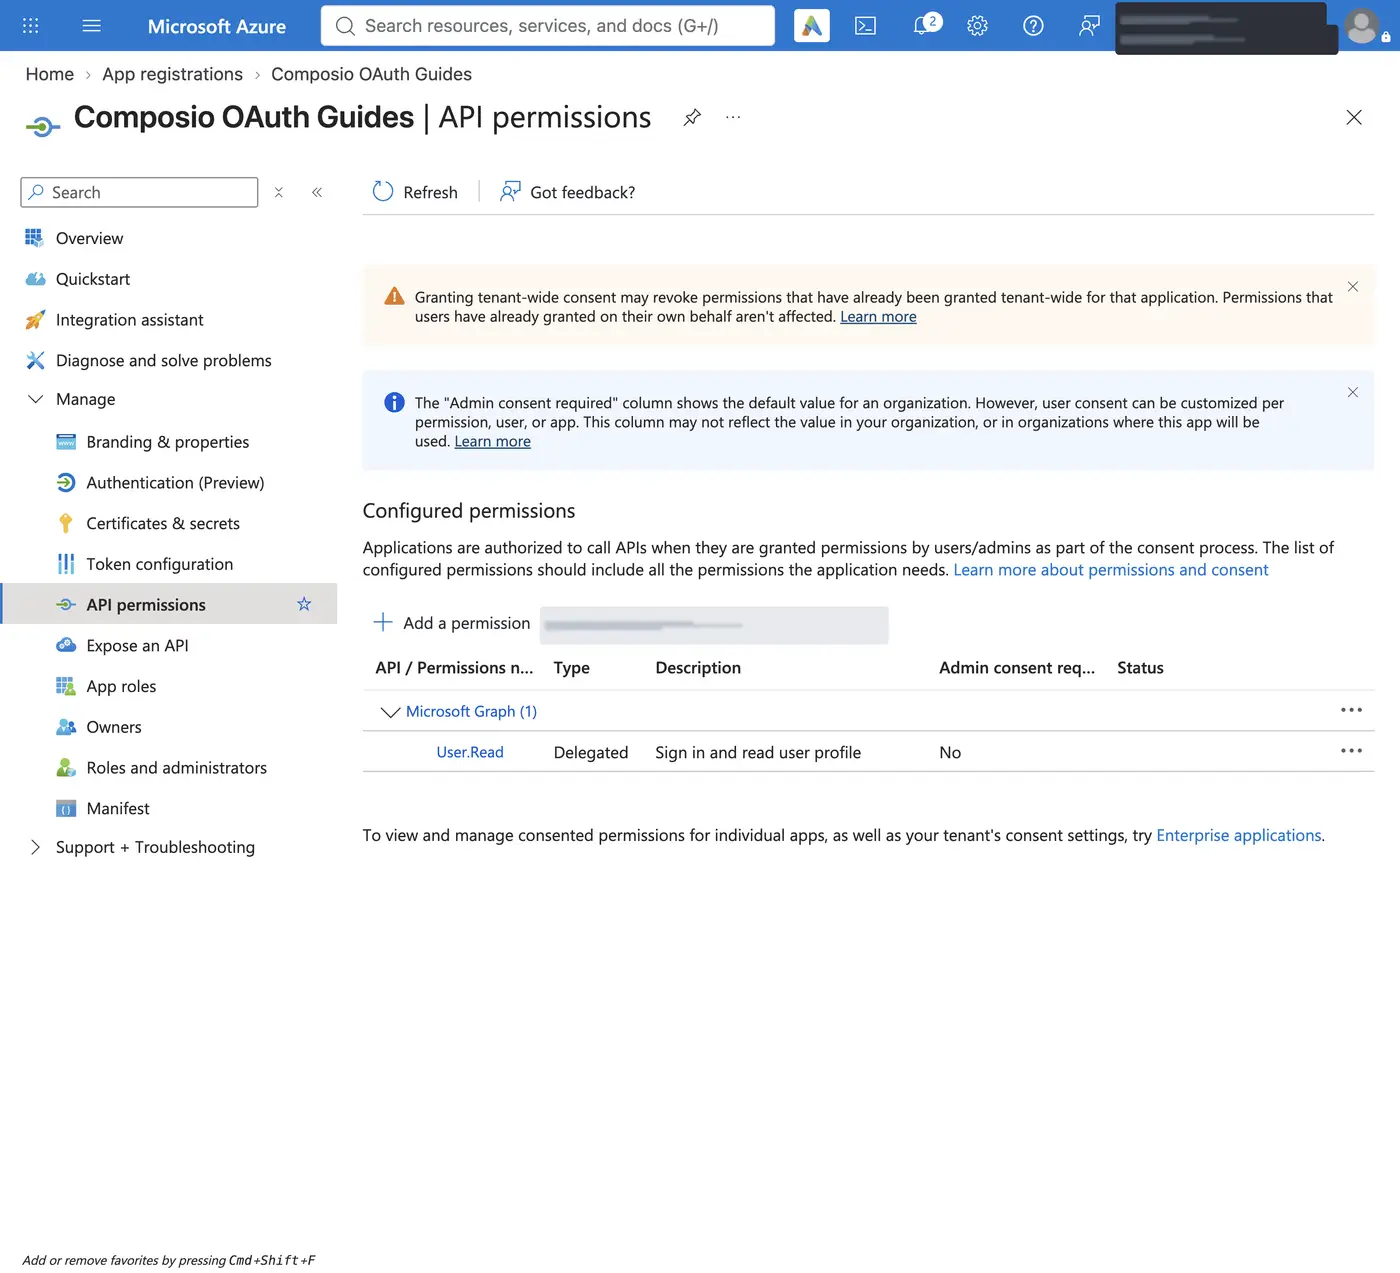 Microsoft Azure
Search resources, services, and docs (G+/)
2
Home > App registrations > Composio OAuth Guides
Composio OAuth Guides | API permissions
Search
Refresh
Got feedback?
Overview
Quickstart
Integration assistant
Diagnose and solve problems
Manage
Branding & properties
Authentication (Preview)
Certificates & secrets
Token configuration
API permissions
Expose an API
App roles
Owners
Roles and administrators
Manifest
Support + Troubleshooting
Granting tenant-wide consent may revoke permissions that have already been granted tenant-wide for that application. Permissions that
users have already granted on their own behalf aren't affected. Learn more
The "Admin consent required" column shows the default value for an organization. However, user consent can be customized per
permission, user, or app. This column may not reflect the value in your organization, or in organizations where this app will be
used. Learn more
Configured permissions
Applications are authorized to call APIs when they are granted permissions by users/admins as part of the consent process. The list of
configured permissions should include all the permissions the application needs. Learn more about permissions and consent
Add a permission
API / Permissions n... Type Description Admin consent req... Status
Microsoft Graph (1)
User.Read Delegated Sign in and read user profile No
To view and manage consented permissions for individual apps, as well as your tenant's consent settings, try Enterprise applications.
Add or remove favorites by pressing Cmd+Shift+F